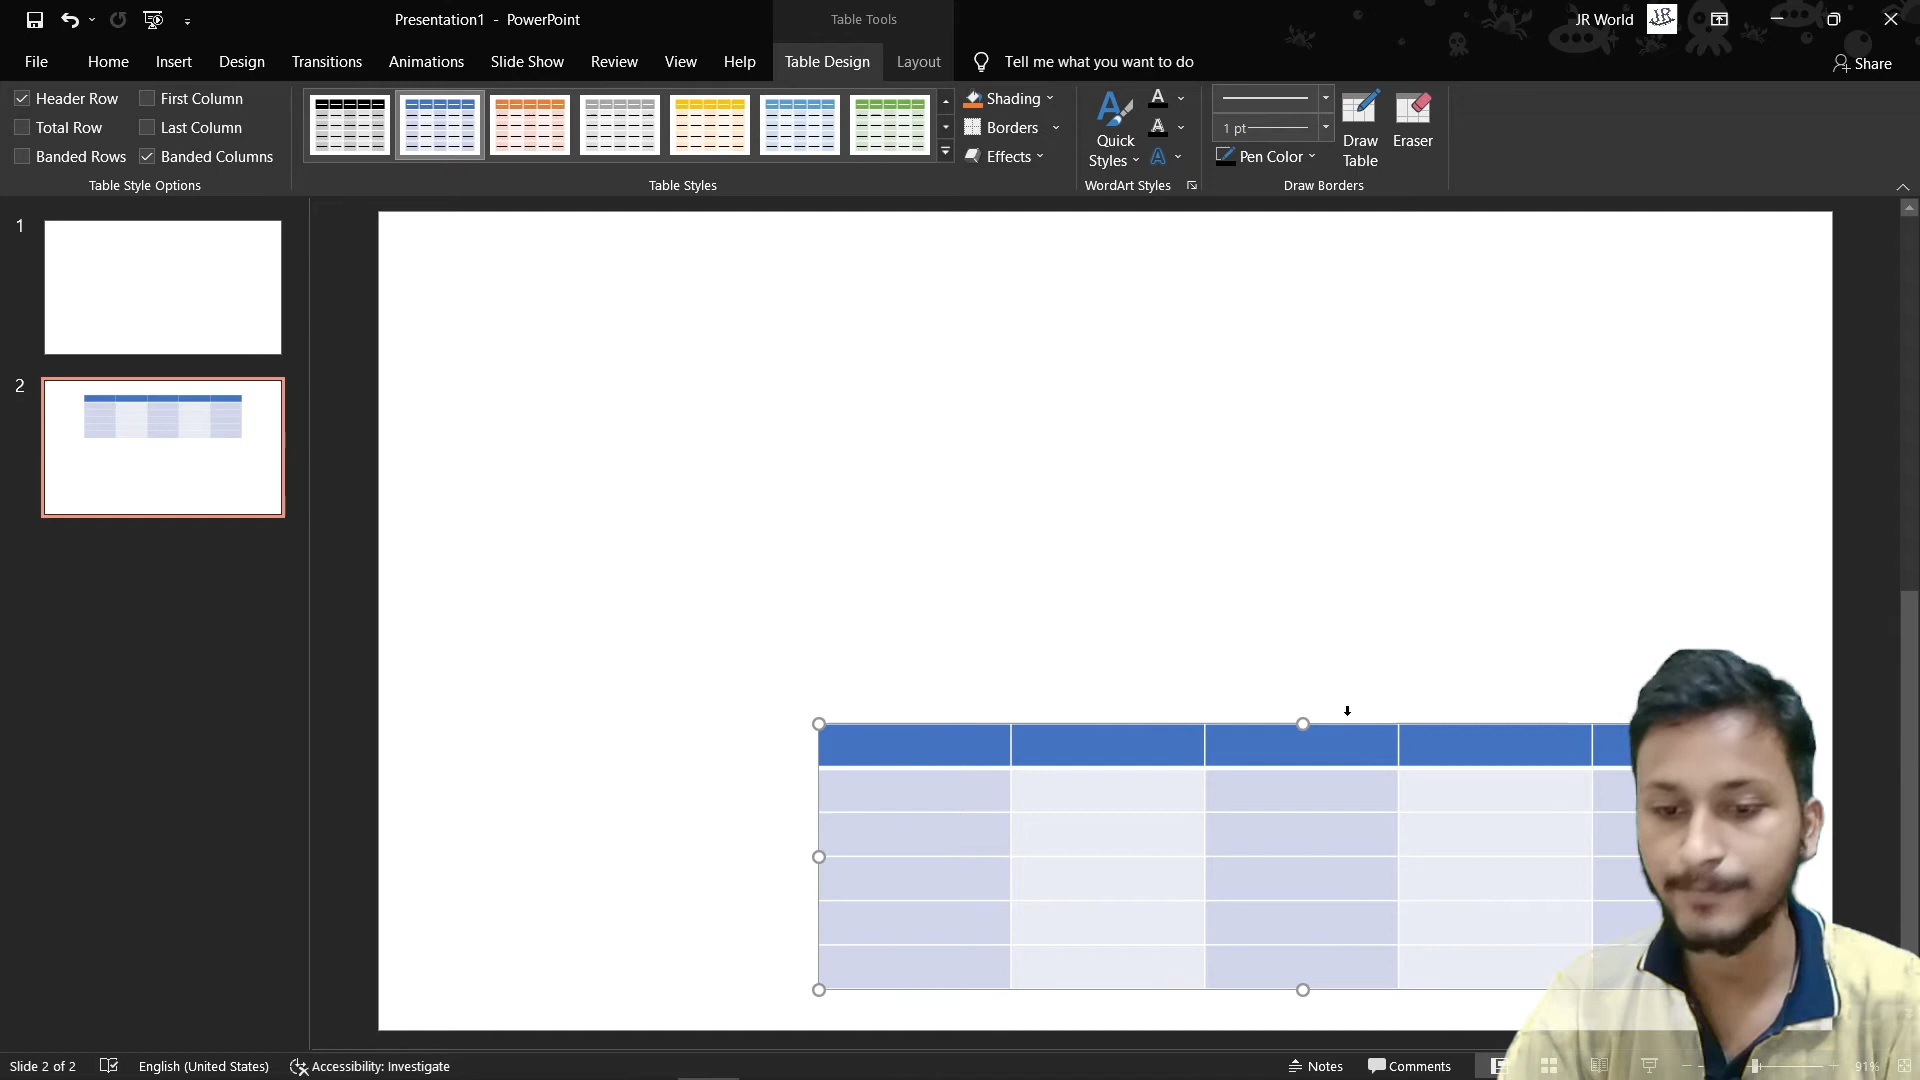 Presentation1 - PowerPoint
Table Tools
JR World
File
Home
Insert
Design
Transitions
Animations
Slide Show
Review
View
Help
Table Design
Layout
Tell me what you want to do
Share
Header Row
First Column
Total Row
Last Column
Banded Rows
Banded Columns
Table Style Options
Table Styles
Shading
Borders
Effects
Quick
Styles
A
A
A
WordArt Styles
1 pt
Pen Color
Draw
Table
Eraser
Draw Borders
1
2
Slide 2 of 2
English (United States)
Accessibility: Investigate
Notes
Comments
91%